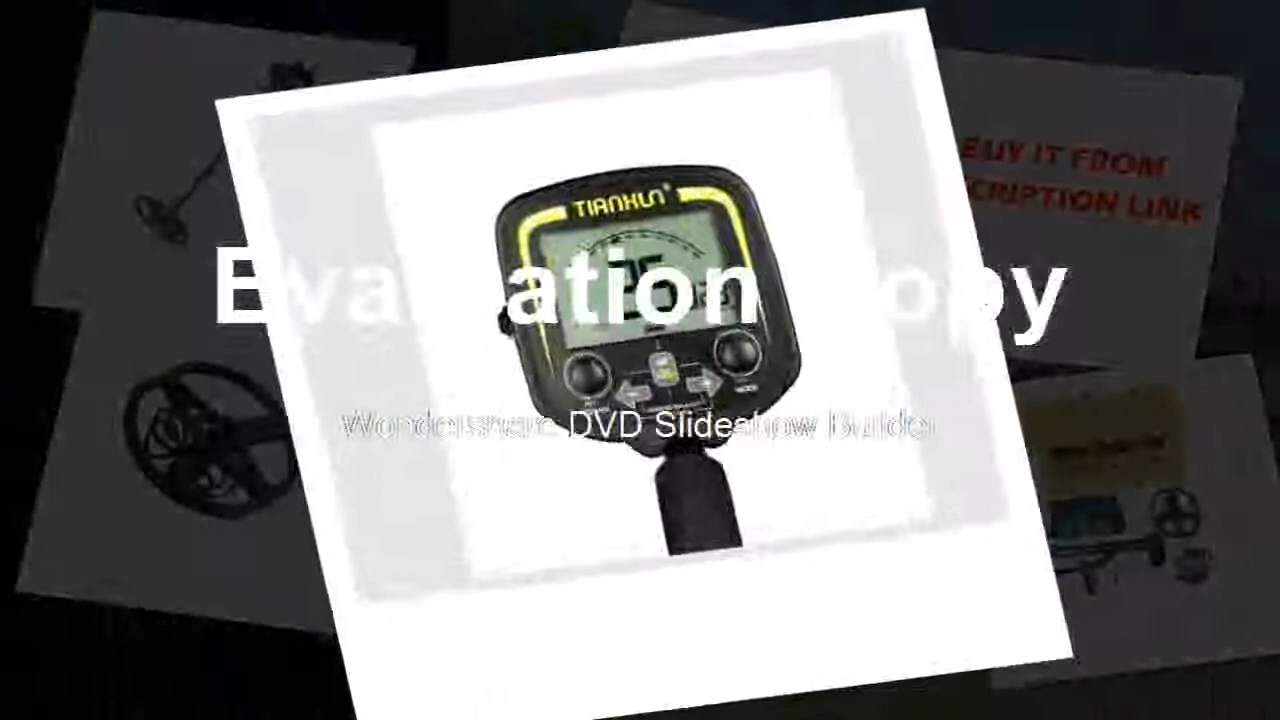 BUY IT FROM
CRIPTION LINK
TIANXUN®
Evaluation Copy
Wondershare DVD Slideshow Builder